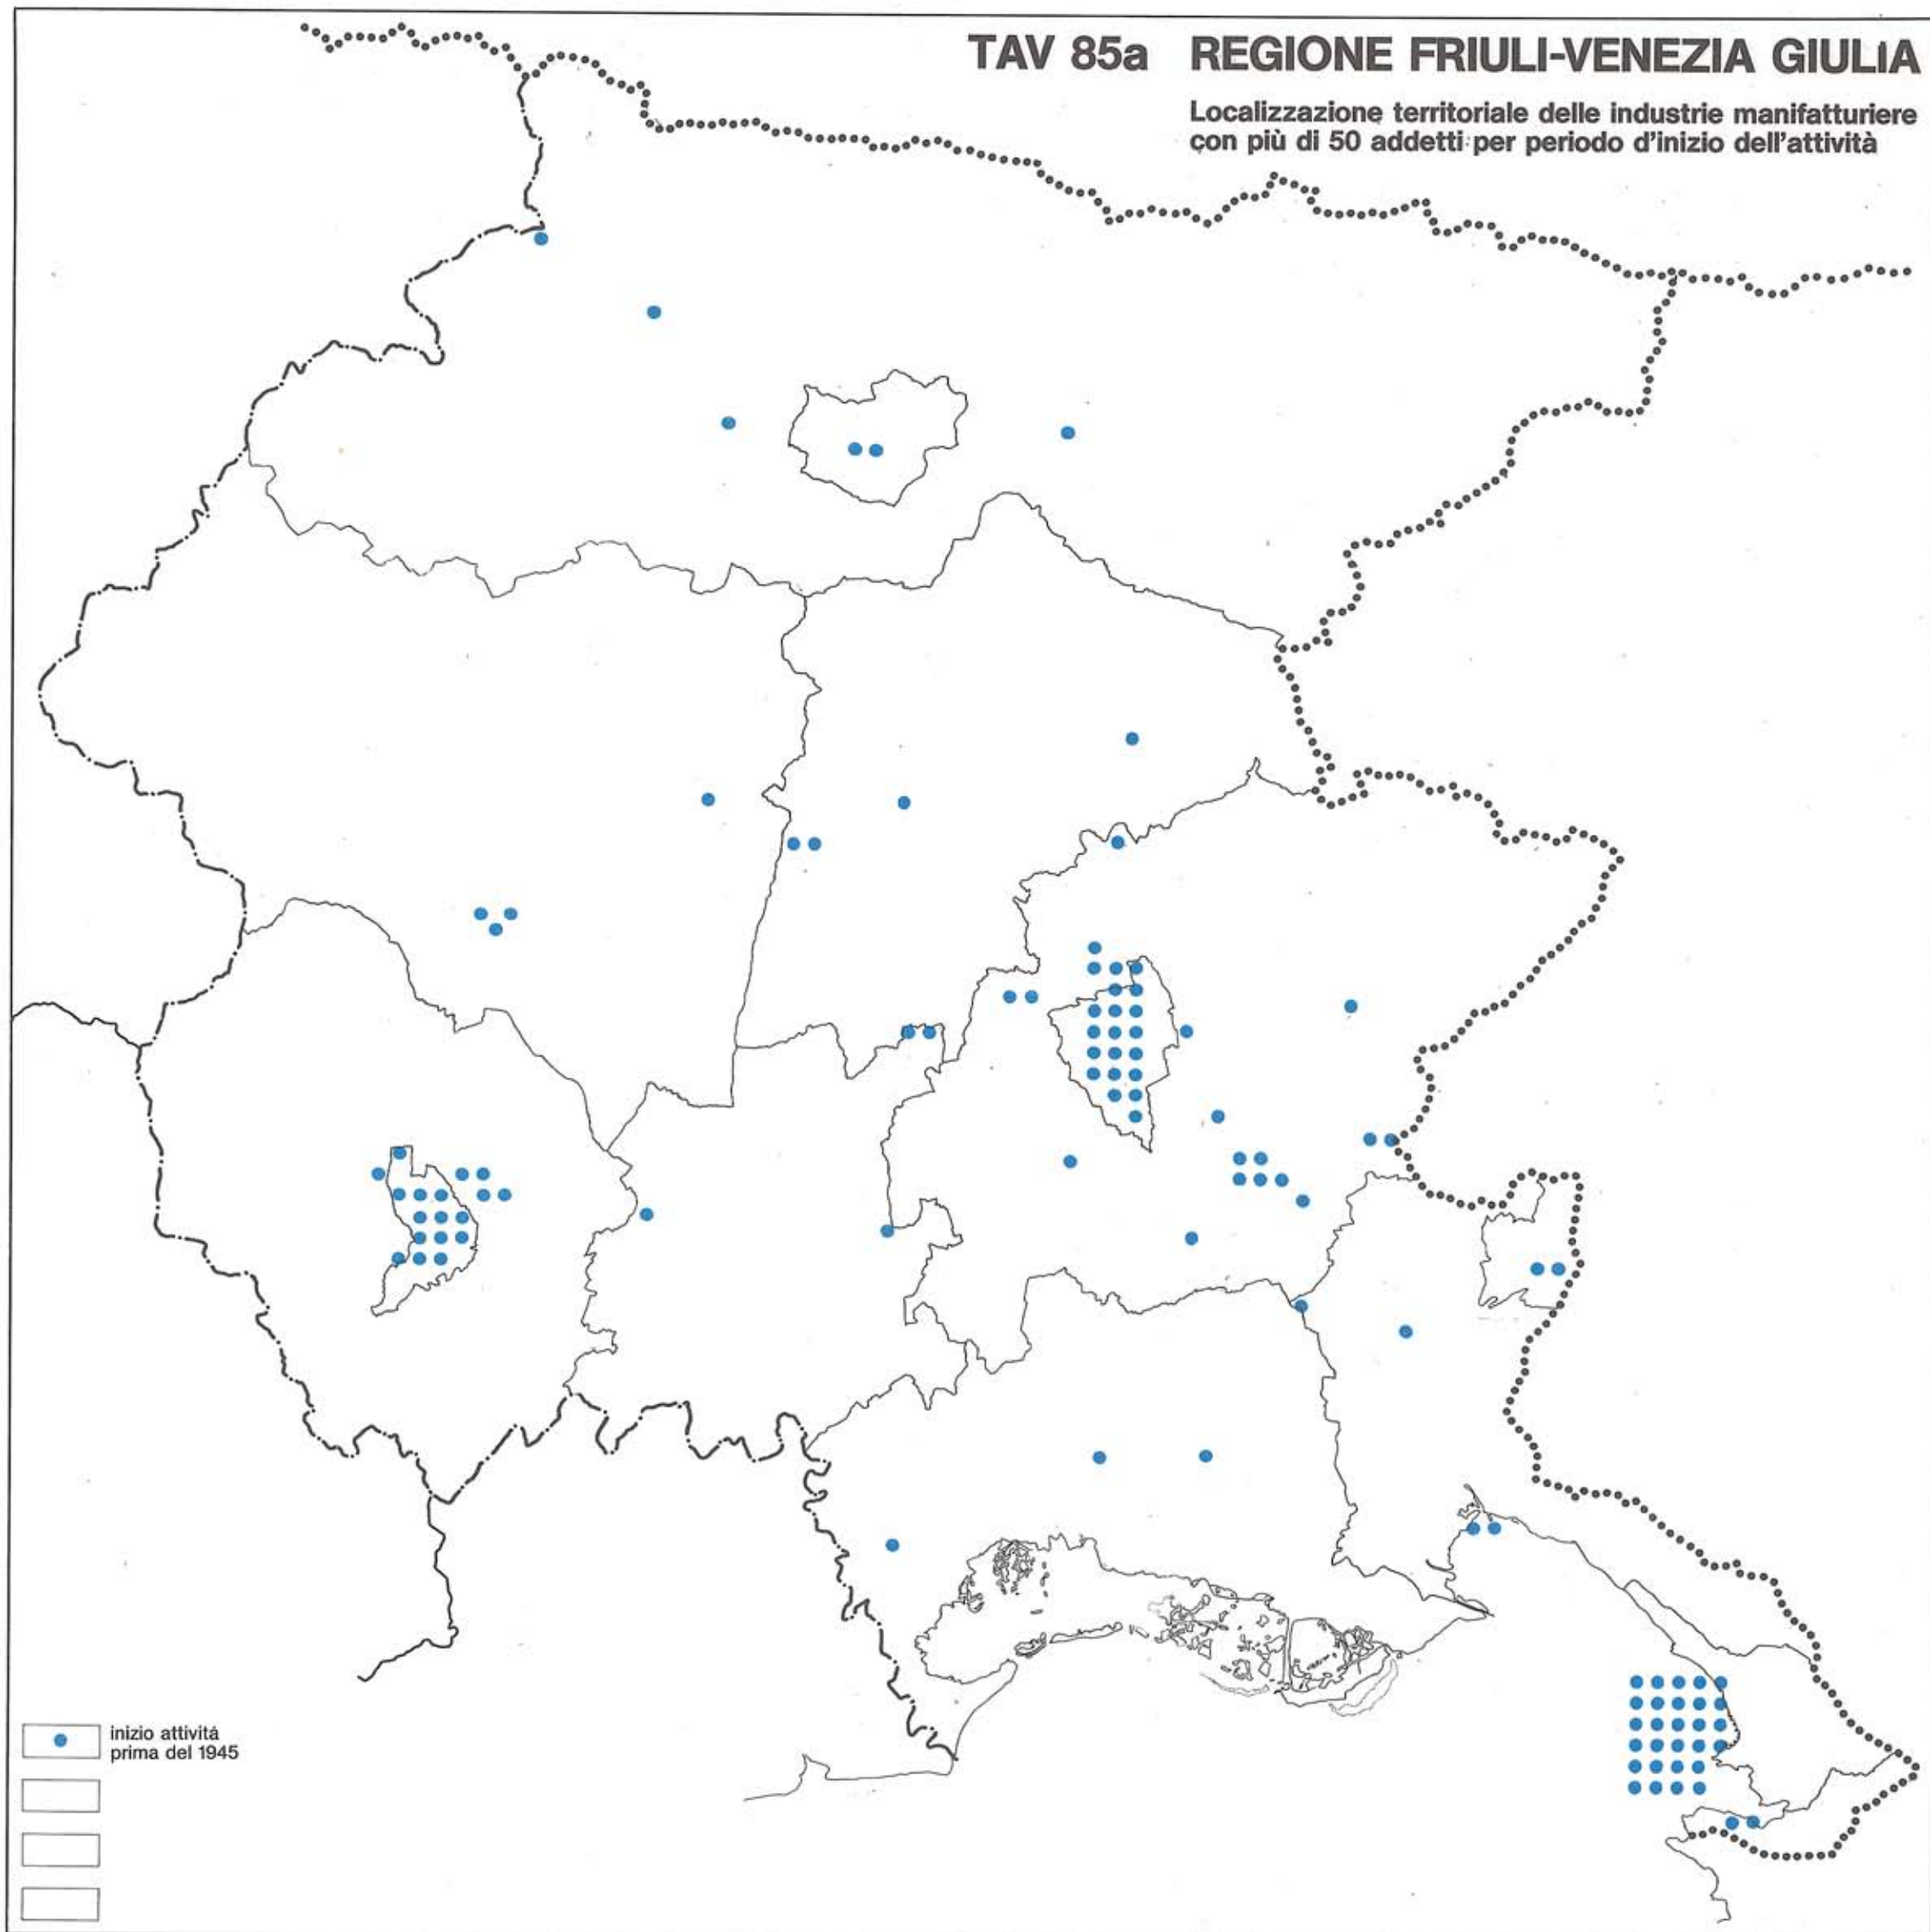 TAV 85a REGIONE FRIULI-VENEZIA GIULIA
Localizzazione territoriale delle industrie manifatturiere
con più di 50 addetti per periodo d'inizio dell'attività
inizio attività
prima del 1945